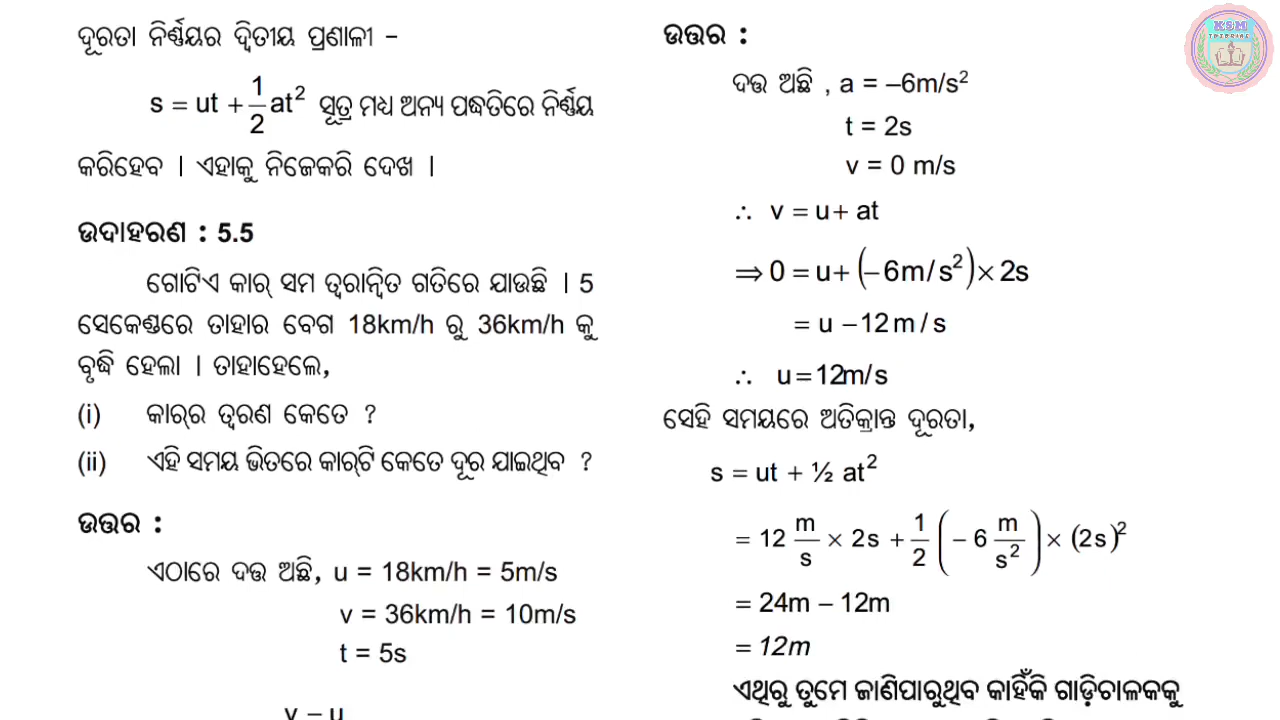 ଦୂରତା ନିର୍ଣ୍ଣୟର ଦ୍ୱିତୀୟ ପ୍ରଣାଳୀ –
s = ut + 1/2 at² ସୂତ୍ର ମଧ୍ୟ ଅନ୍ୟ ପଦ୍ଧତିରେ ନିର୍ଣ୍ଣୟ
କରିହେବ । ଏହାକୁ ନିଜେକରି ଦେଖ ।
ଉଦାହରଣ : 5.5
ଗୋଟିଏ କାର୍ ସମ ତ୍ୱରାନ୍ୱିତ ଗତିରେ ଯାଉଛି । 5
ସେକେଣ୍ଡରେ ତାହାର ବେଗ 18km/h ରୁ 36km/h କୁ
ବୃଦ୍ଧି ହେଲା । ତାହାହେଲେ,
(i) କାର୍‌ର ତ୍ୱରଣ କେତେ ?
(ii) ଏହି ସମୟ ଭିତରେ କାର୍‌ଟି କେତେ ଦୂର ଯାଇଥିବ ?
ଉତ୍ତର :
ଏଠାରେ ଦତ୍ତ ଅଛି, u = 18km/h = 5m/s
v = 36km/h = 10m/s
t = 5s
v – u
ଉତ୍ତର :
ଦତ୍ତ ଅଛି , a = –6m/s²
t = 2s
v = 0 m/s
∴ v = u + at
⇒ 0 = u + (–6m/s²) × 2s
= u – 12m/s
∴ u = 12m/s
ସେହି ସମୟରେ ଅତିକ୍ରାନ୍ତ ଦୂରତା,
s = ut + ½ at²
= 12 m/s × 2s + 1/2 (– 6 m/s²) × (2s)²
= 24m – 12m
= 12m
ଏଥିରୁ ତୁମେ ଜାଣିପାରୁଥିବ କାହିଁକି ଗାଡ଼ିଚାଳକକୁ
KSM